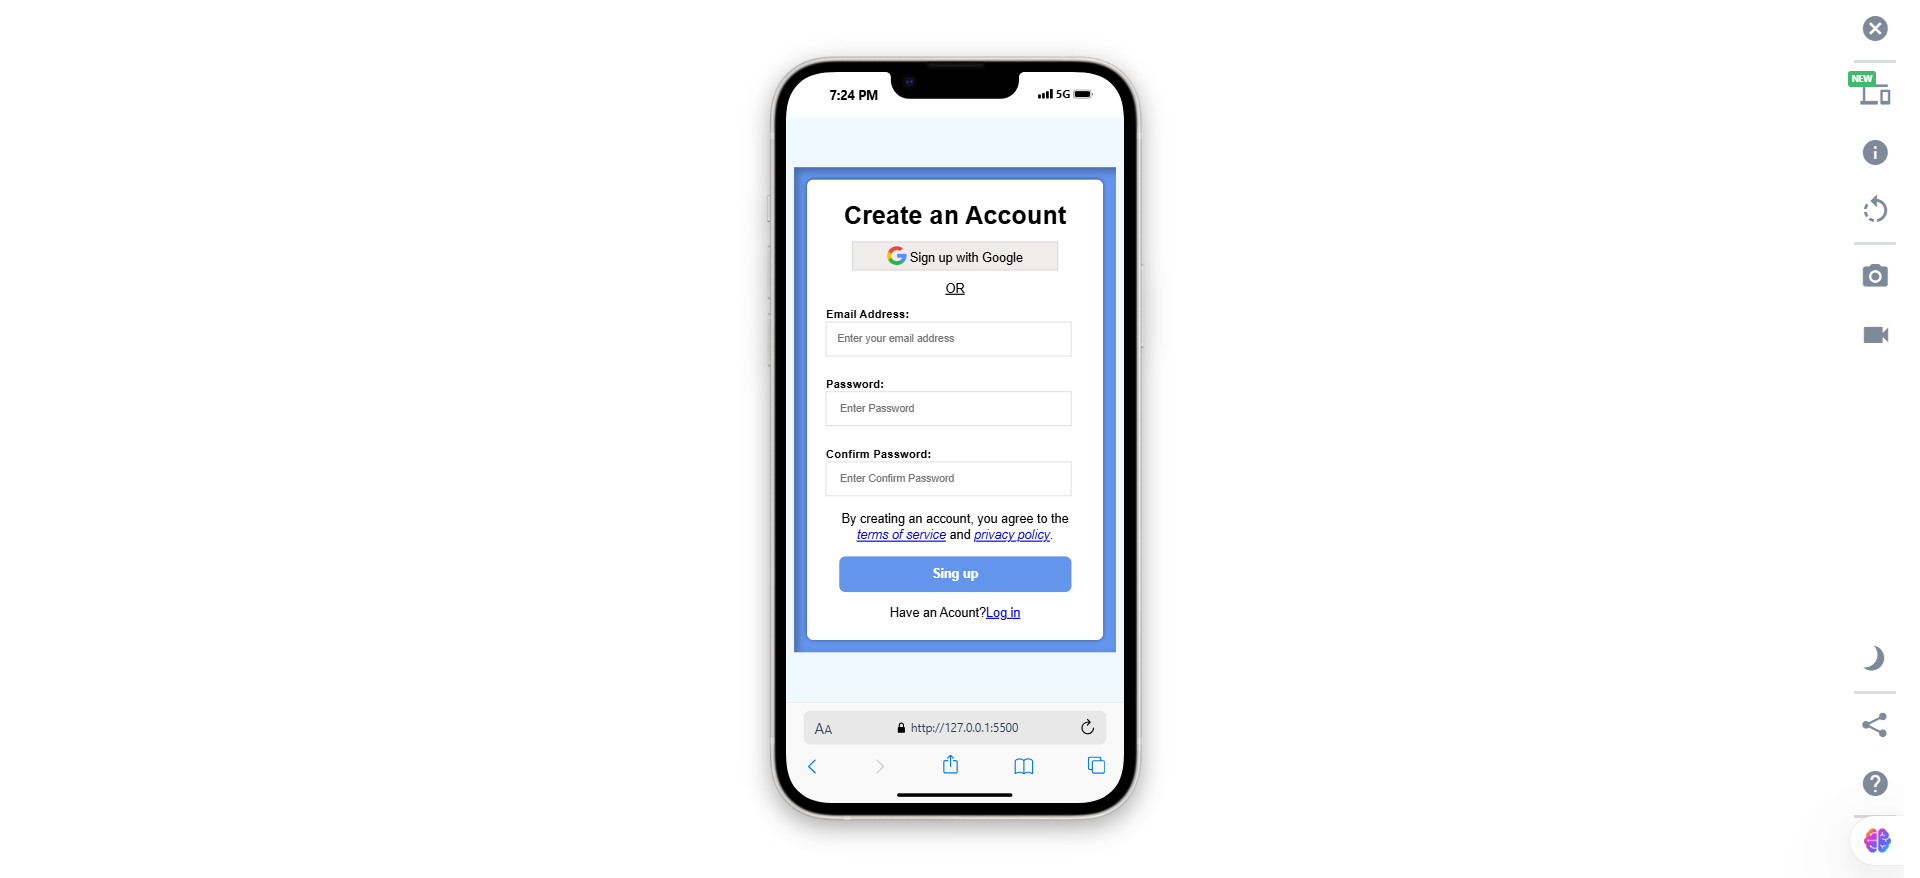 7:24 PM
5G
NEW
Create an Account
Sign up with Google
OR
Email Address:
Enter your email address
Password:
Enter Password
Confirm Password:
Enter Confirm Password
By creating an account, you agree to the
terms of service and privacy policy.
Sing up
Have an Acount?Log in
AA
http://127.0.0.1:5500